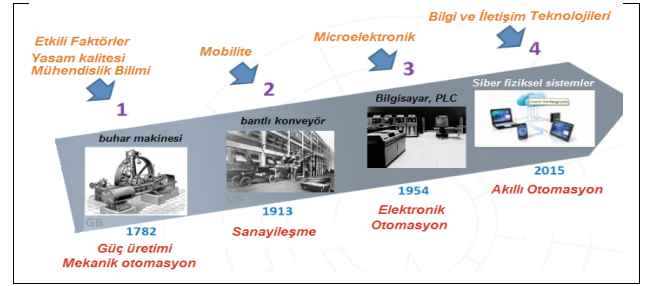 Etkili Faktörler
Yasam kalitesi
Mühendislik Bilimi
1
buhar makinesi
GB
1782
Güç üretimi
Mekanik otomasyon
Mobilite
2
bantlı konveyör
US
1913
Sanayileşme
Microelektronik
3
Bilgisayar, PLC
1954
Elektronik
Otomasyon
Bilgi ve İletişim Teknolojileri
4
Siber fiziksel sistemler
2015
Akıllı Otomasyon